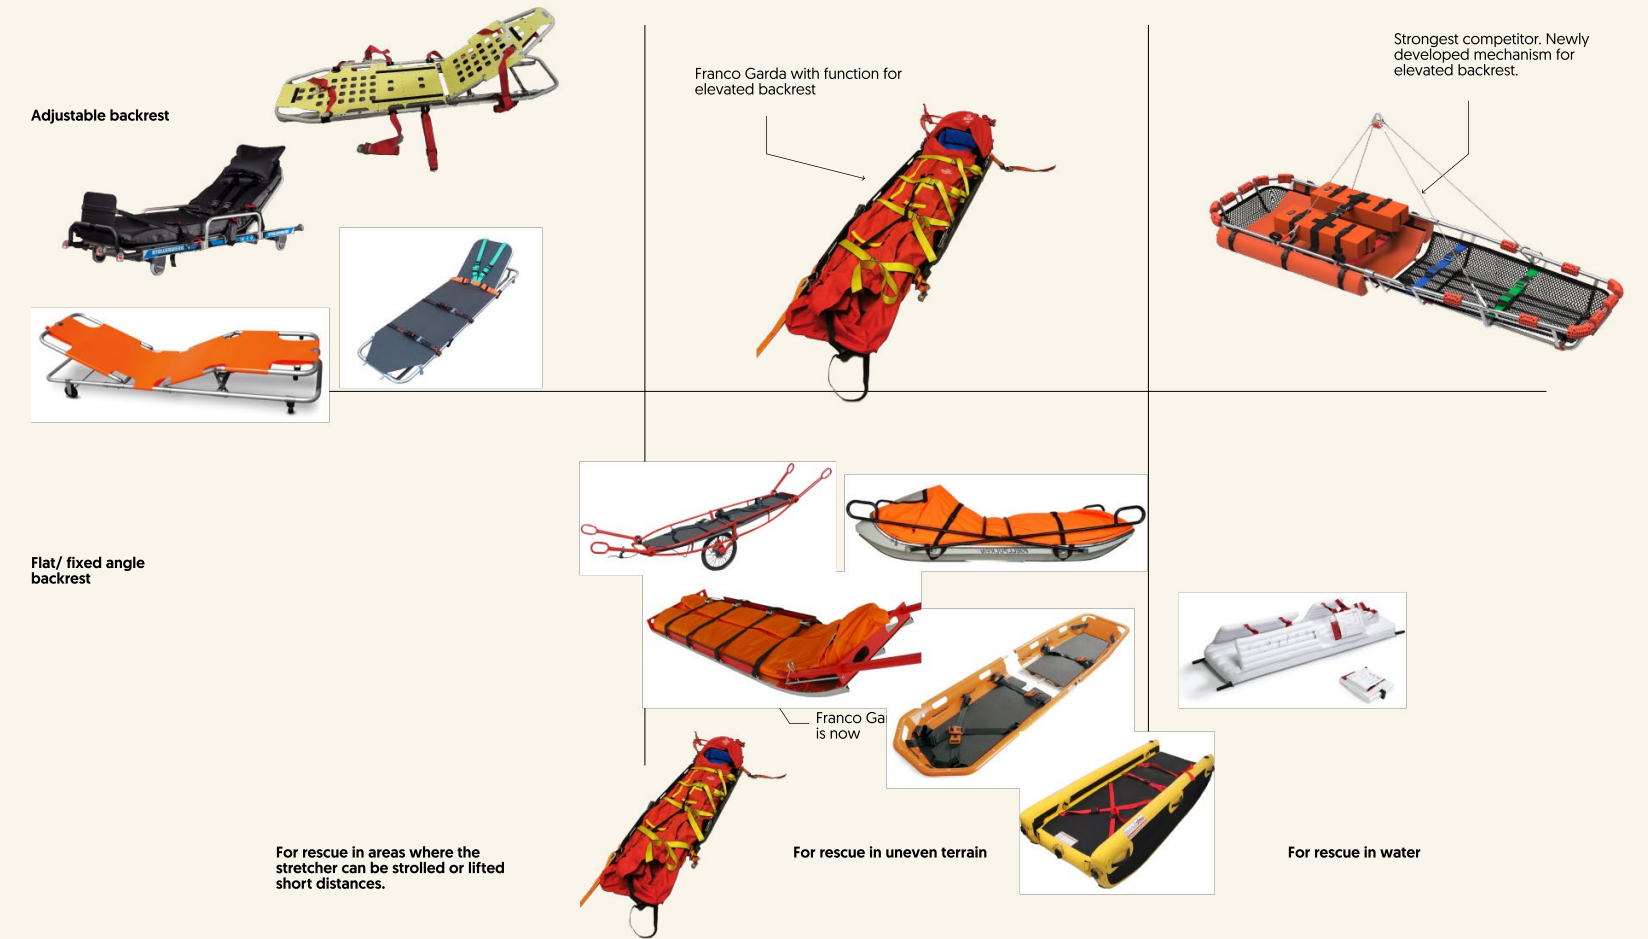 Strongest competitor. Newly
developed mechanism for
elevated backrest.
Franco Garda with function for
elevated backrest
Adjustable backrest
Flat/ fixed angle
backrest
Franco Ga
is now
For rescue in areas where the
stretcher can be strolled or lifted
short distances.
For rescue in uneven terrain
For rescue in water